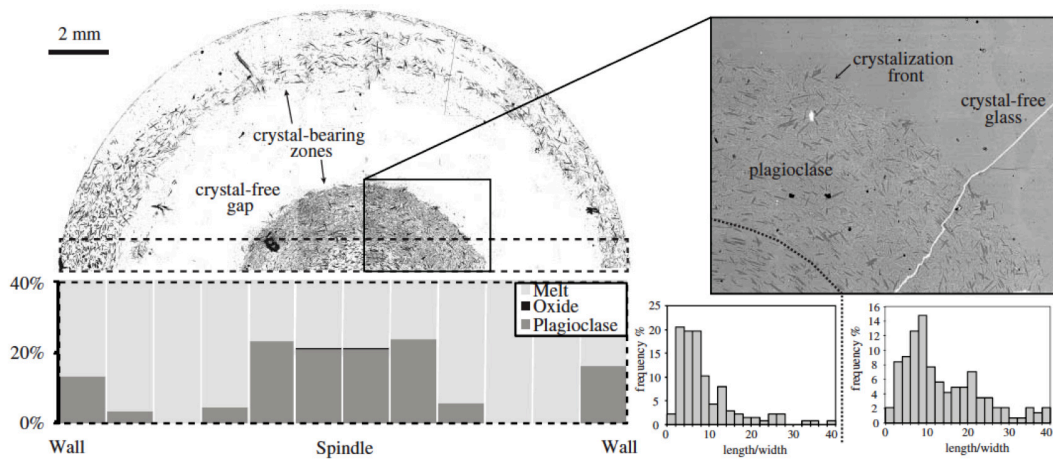 2 mm
crystal-bearing
zones
crystal-free
gap
crystalization
front
crystal-free
glass
plagioclase
40%
20%
0%
Melt
Oxide
Plagioclase
Wall
Spindle
Wall
frequency %
25
20
15
10
5
0
0
10
20
30
40
length/width
frequency %
16
14
12
10
8
6
4
2
0
0
10
20
30
40
length/width